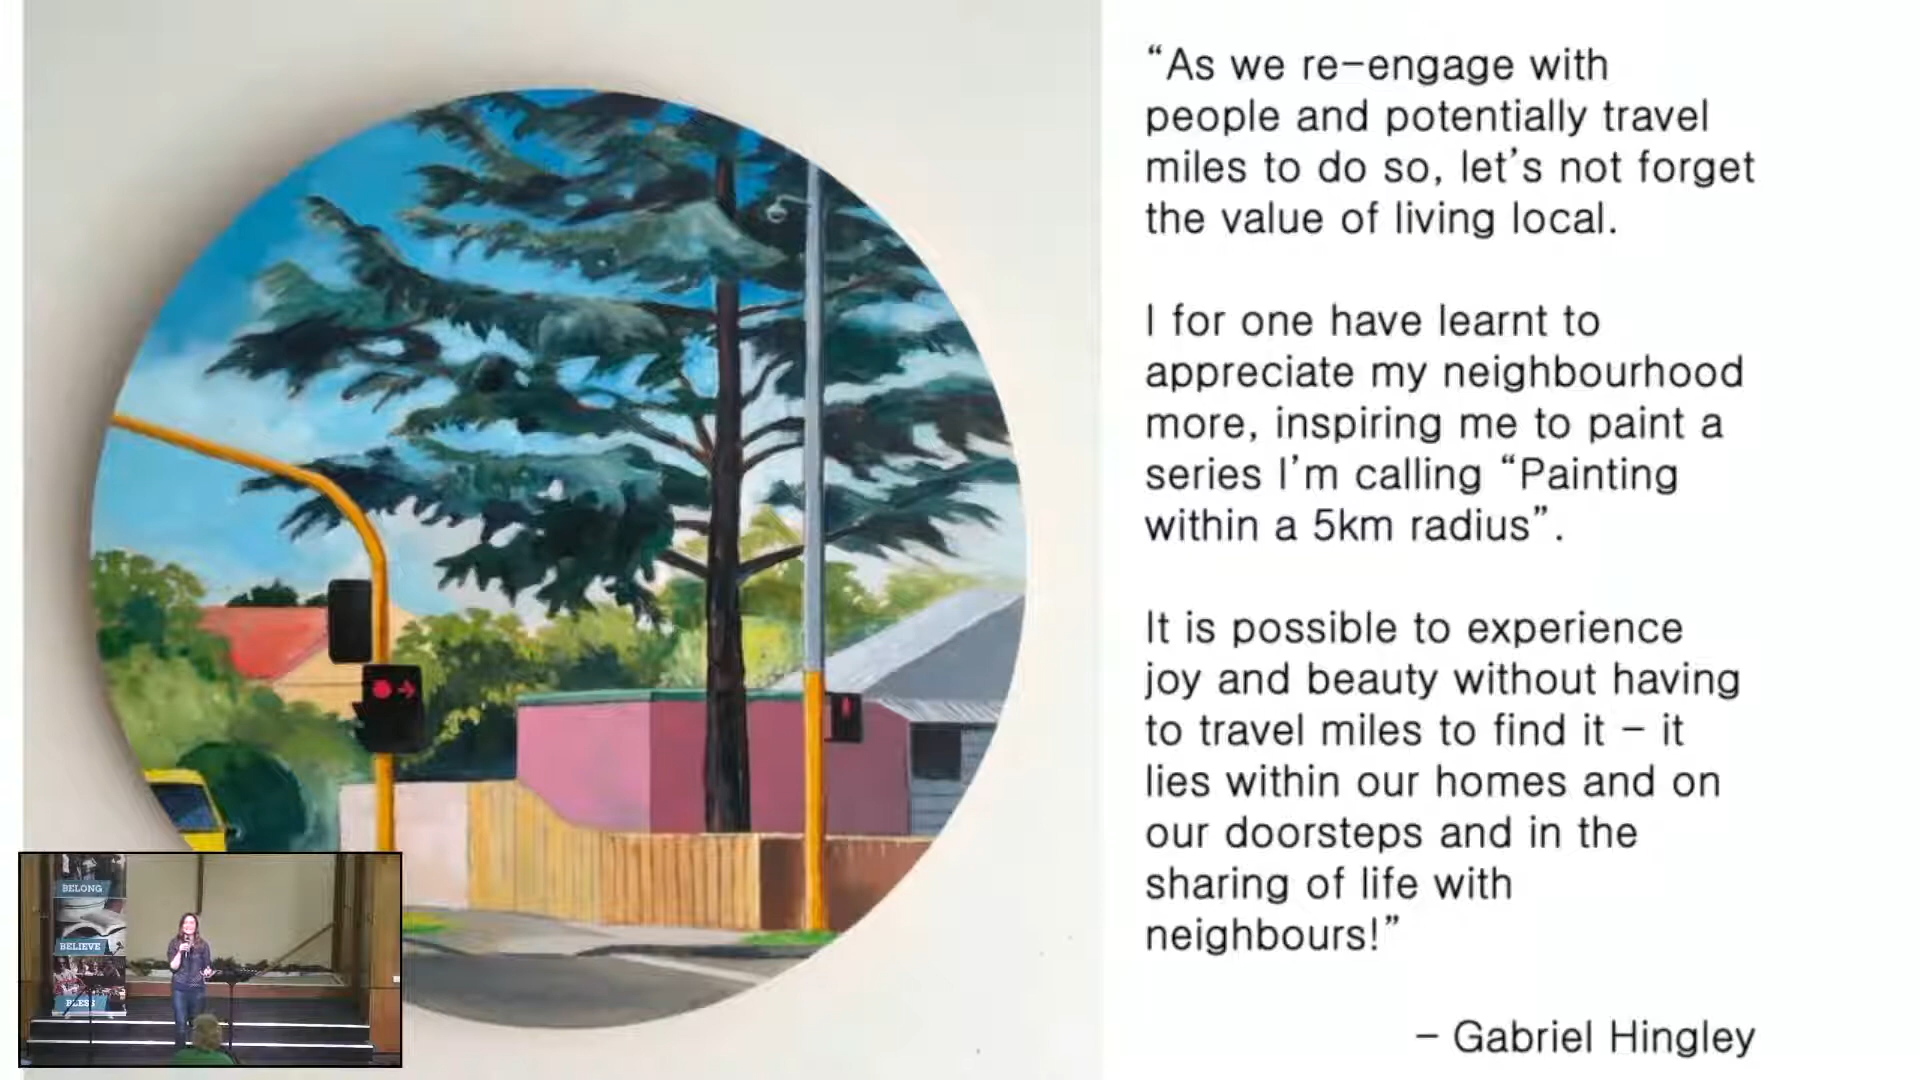 “As we re-engage with
people and potentially travel
miles to do so, let’s not forget
the value of living local.
I for one have learnt to
appreciate my neighbourhood
more, inspiring me to paint a
series I’m calling “Painting
within a 5km radius”.
It is possible to experience
joy and beauty without having
to travel miles to find it – it
lies within our homes and on
our doorsteps and in the
sharing of life with
neighbours!”
– Gabriel Hingley
BELONG
BELIEVE
BLESS